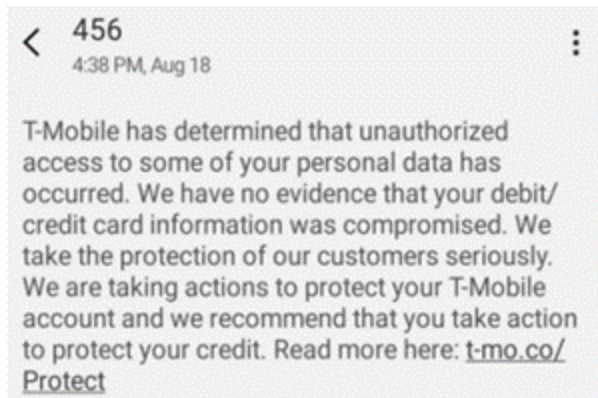 456
4:38 PM, Aug 18
T-Mobile has determined that unauthorized
access to some of your personal data has
occurred. We have no evidence that your debit/
credit card information was compromised. We
take the protection of our customers seriously.
We are taking actions to protect your T-Mobile
account and we recommend that you take action
to protect your credit. Read more here: t-mo.co/
Protect